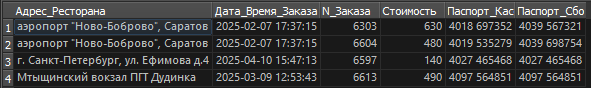 Адрес_Ресторана Дата_Время_Заказа N_Заказа Стоимость Паспорт_Кас Паспорт_Сбо
1 аэропорт "Ново-Боброво", Саратов 2025-02-07 17:37:15 6303 630 4018 697352 4039 567321
2 аэропорт "Ново-Боброво", Саратов 2025-02-07 17:37:15 6604 480 4019 535279 4039 698754
3 г. Санкт-Петербург, ул. Ефимова д.4 2025-04-10 15:47:13 6597 140 4027 465468 4027 465468
4 Мтыщинский вокзал ПГТ Дудинка 2025-03-09 12:53:43 6613 490 4097 564851 4097 564851